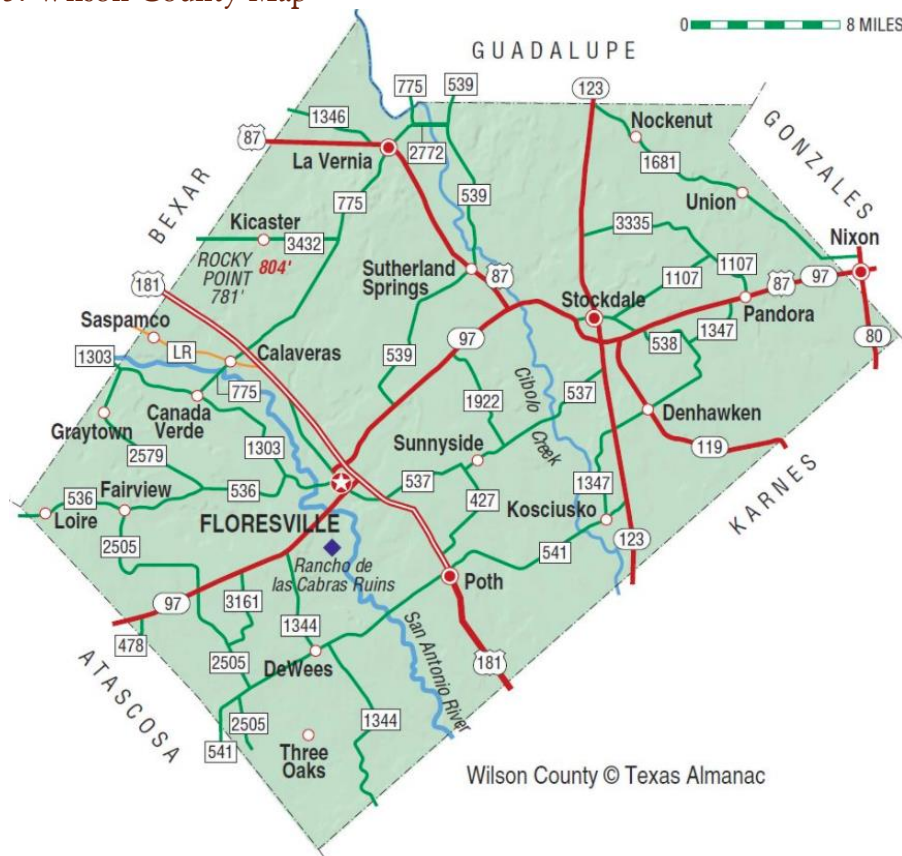 0 8 MILES
GUADALUPE
775
539
123
1346
Nockenut
87
La Vernia
2772
1681
GONZALES
BEXAR
775
539
Union
3335
Kicaster
3432
Nixon
ROCKY
POINT 804'
781'
Sutherland
Springs
87
1107
1107
87
97
181
Stockdale
Pandora
Saspamco
97
538
1347
80
1303
LR
Calaveras
539
Cibolo
Creek
775
1922
537
Canada
Verde
Denhawken
Graytown
Sunnyside
119
2579
1303
537
1347
KARNES
536
Fairview
536
427
Kosciusko
Loire
FLORESVILLE
2505
541
123
Rancho de
las Cabras Ruins
Poth
97
3161
1344
San Antonio River
478
2505
DeWees
181
ATASCOSA
2505
1344
541
Three
Oaks
Wilson County © Texas Almanac